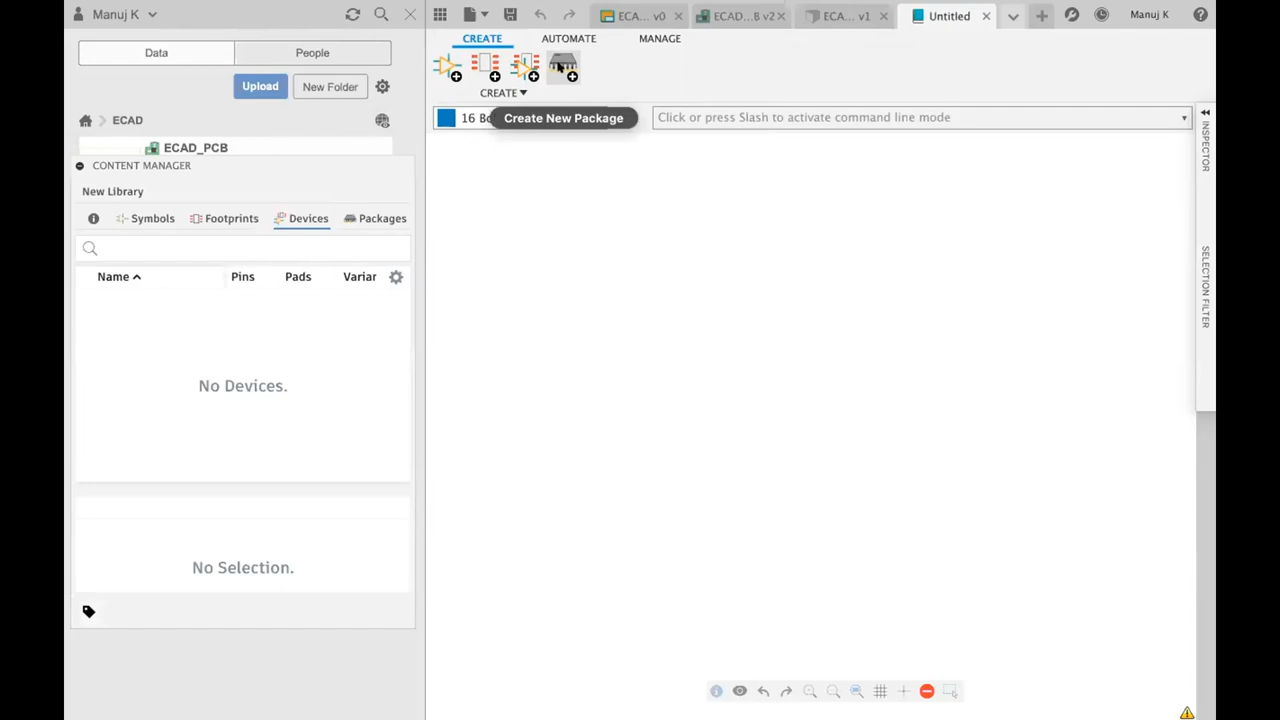 Manuj K
ECA... v0
ECAD...B v2
ECA... v1
Untitled
Manuj K
CREATE
AUTOMATE
MANAGE
Data
People
Upload
New Folder
CREATE
ECAD
16 Bo
Create New Package
Click or press Slash to activate command line mode
ECAD_PCB
CONTENT MANAGER
New Library
Symbols
Footprints
Devices
Packages
Name
Pins
Pads
Variar
No Devices.
No Selection.
INSPECTOR
SELECTION FILTER